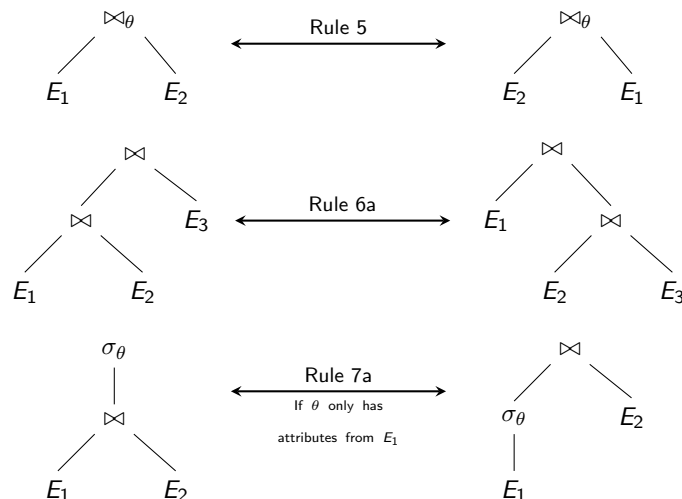 ⋈θ Rule 5 ⋈θ
E1 E2 E2 E1
⋈ Rule 6a ⋈
⋈ E3 E1 ⋈
E1 E2 E2 E3
σθ Rule 7a ⋈
If θ only has
⋈ attributes from E1 σθ E2
E1 E2 E1